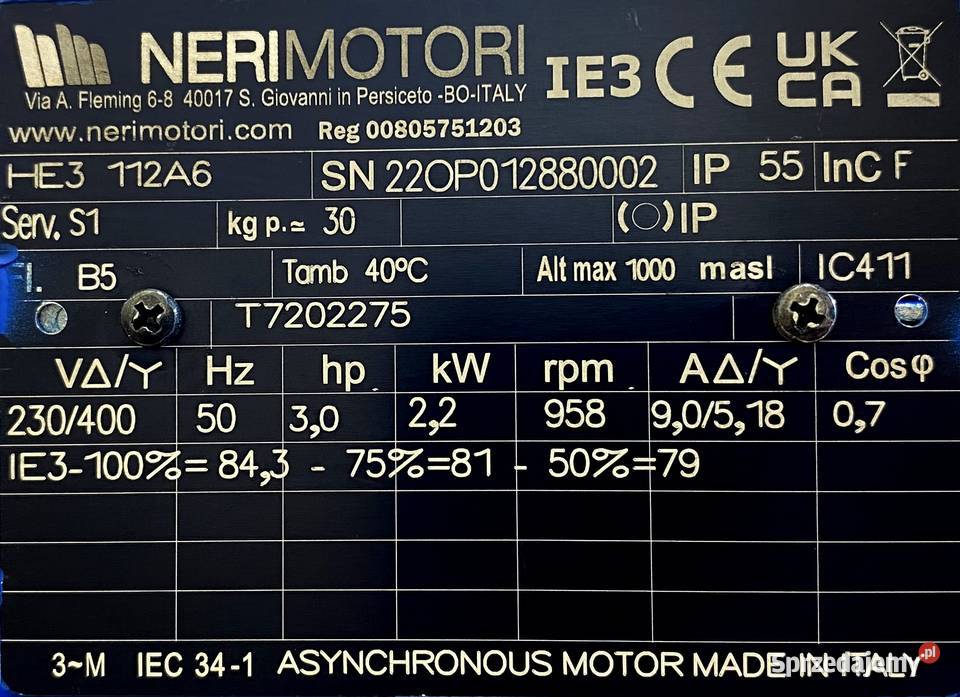 NERIMOTORI IE3 CE UK CA
Via A. Fleming 6-8 40017 S. Giovanni in Persiceto -BO-ITALY
www.nerimotori.com Reg 00805751203
HE3 112A6 SN 22OP012880002 IP 55 InC F
Serv. S1 kg p.≃ 30 (○)IP
B5 Tamb 40°C Alt max 1000 masl IC411
T7202275
VΔ/Y Hz hp kW rpm AΔ/Y Cosφ
230/400 50 3,0 2,2 958 9,0/5,18 0,7
IE3-100%=84,3 - 75%=81 - 50%=79
3~M IEC 34-1 ASYNCHRONOUS MOTOR MADE IN ITALY
Sprzedajemy.pl